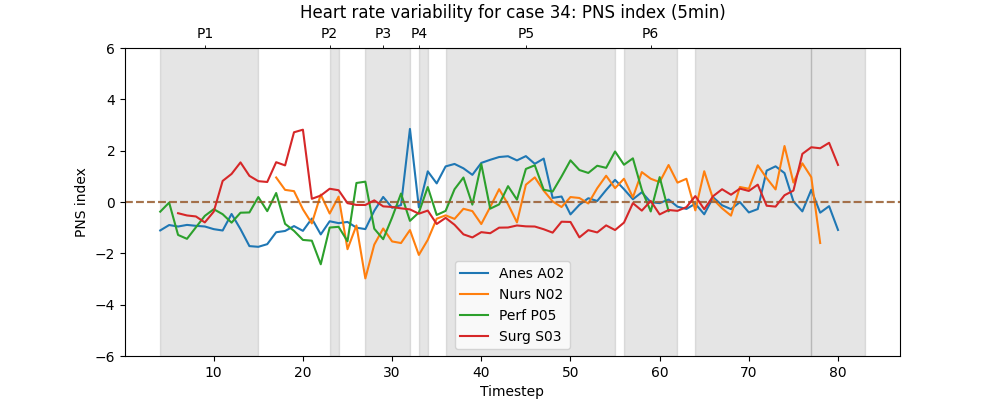 Heart rate variability for case 34: PNS index (5min)
P1 P2 P3 P4 P5 P6
6
4
2
0
−2
−4
−6
PNS index
Anes A02
Nurs N02
Perf P05
Surg S03
10 20 30 40 50 60 70 80
Timestep